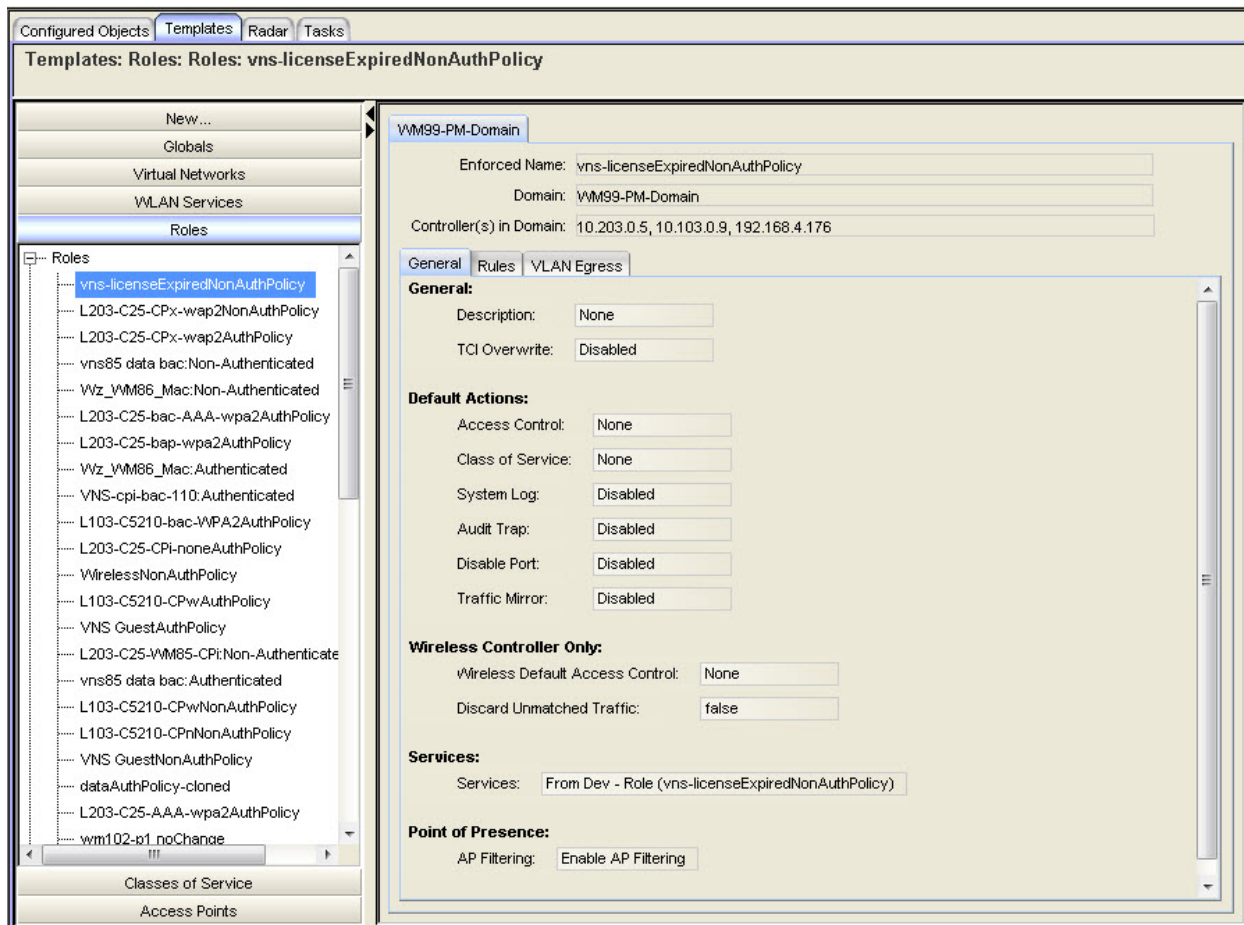 Configured Objects Templates Radar Tasks
Templates: Roles: Roles: vns-licenseExpiredNonAuthPolicy
New...
Globals
Virtual Networks
WLAN Services
Roles
Roles
vns-licenseExpiredNonAuthPolicy
L203-C25-CPx-wap2NonAuthPolicy
L203-C25-CPx-wap2AuthPolicy
vns85 data bac:Non-Authenticated
Wz_WM86_Mac:Non-Authenticated
L203-C25-bac-AAA-wpa2AuthPolicy
L203-C25-bap-wpa2AuthPolicy
Wz_WM86_Mac:Authenticated
VNS-cpi-bac-110:Authenticated
L103-C5210-bac-WPA2AuthPolicy
L203-C25-CPi-noneAuthPolicy
WirelessNonAuthPolicy
L103-C5210-CPwAuthPolicy
VNS GuestAuthPolicy
L203-C25-WM85-CPi:Non-Authenticate
vns85 data bac:Authenticated
L103-C5210-CPwNonAuthPolicy
L103-C5210-CPnNonAuthPolicy
VNS GuestNonAuthPolicy
dataAuthPolicy-cloned
L203-C25-AAA-wpa2AuthPolicy
wm102-p1 noChange
Classes of Service
Access Points
WM99-PM-Domain
Enforced Name: vns-licenseExpiredNonAuthPolicy
Domain: WM99-PM-Domain
Controller(s) in Domain: 10.203.0.5, 10.103.0.9, 192.168.4.176
General Rules VLAN Egress
General:
Description: None
TCI Overwrite: Disabled
Default Actions:
Access Control: None
Class of Service: None
System Log: Disabled
Audit Trap: Disabled
Disable Port: Disabled
Traffic Mirror: Disabled
Wireless Controller Only:
Wireless Default Access Control: None
Discard Unmatched Traffic: false
Services:
Services: From Dev - Role (vns-licenseExpiredNonAuthPolicy)
Point of Presence:
AP Filtering: Enable AP Filtering